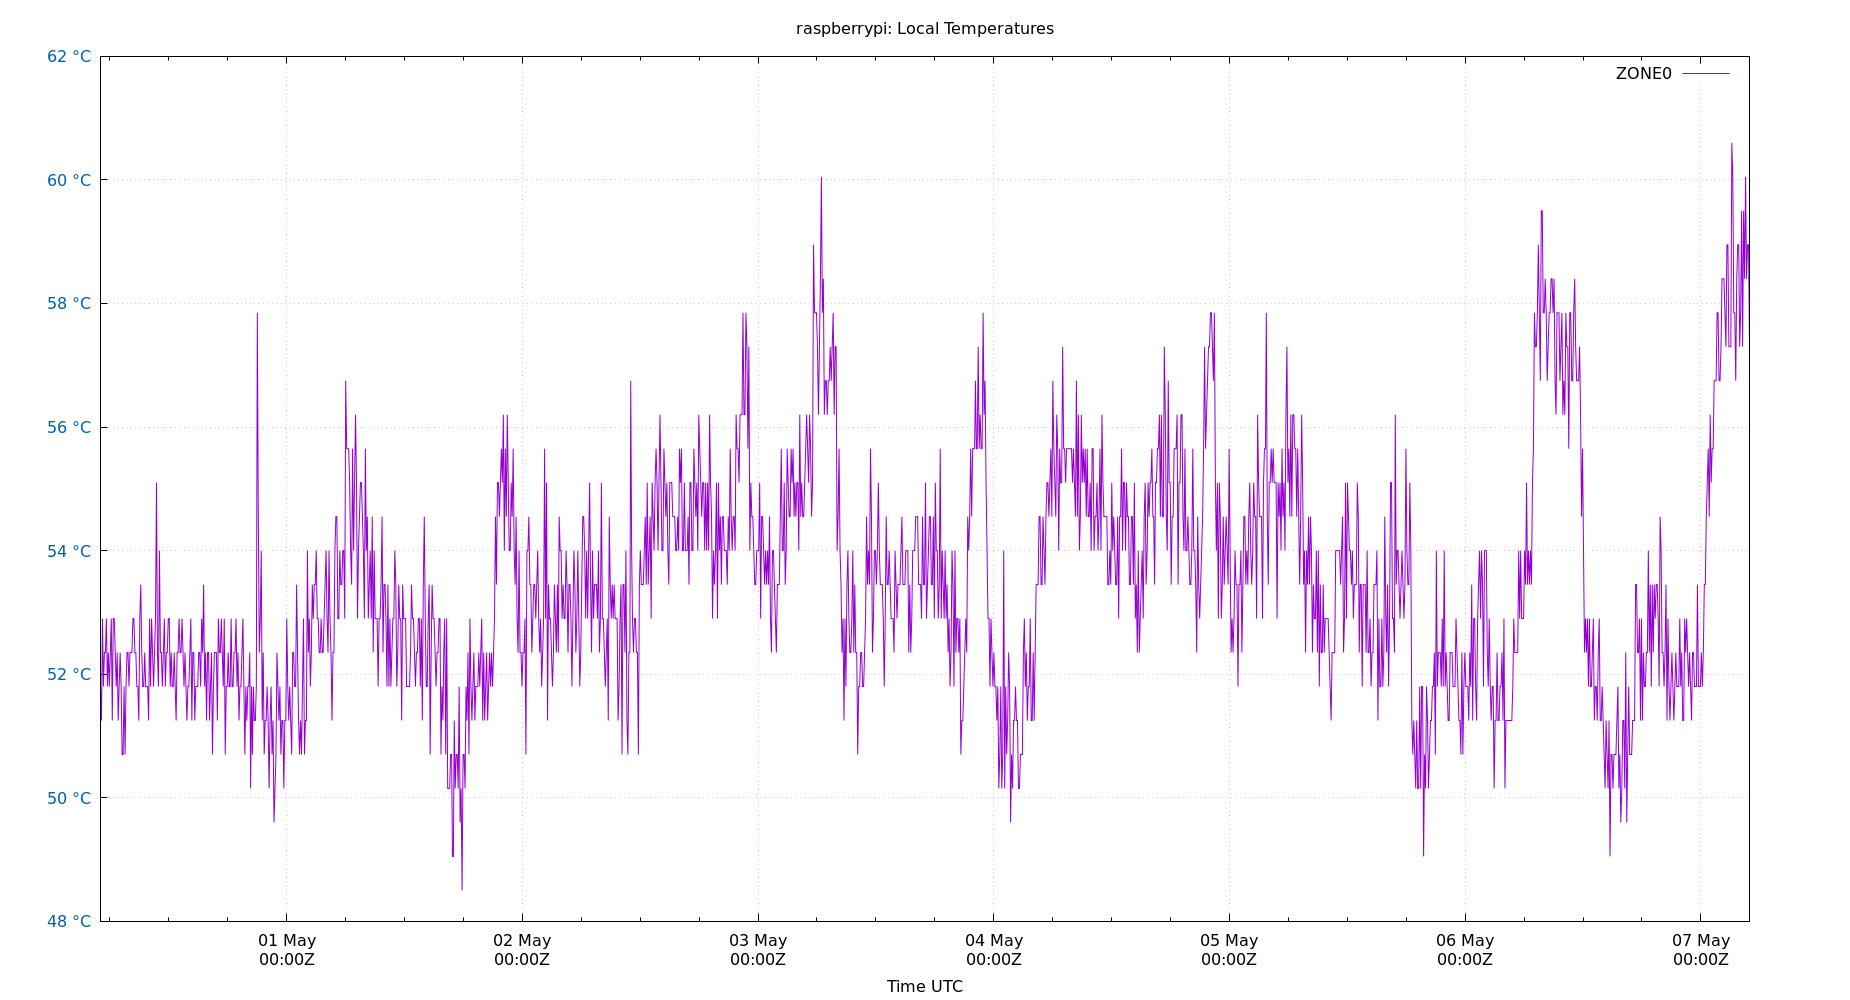 raspberrypi: Local Temperatures
62 °C
ZONE0
60 °C
58 °C
56 °C
54 °C
52 °C
50 °C
48 °C
01 May 02 May 03 May 04 May 05 May 06 May 07 May
00:00Z 00:00Z 00:00Z 00:00Z 00:00Z 00:00Z 00:00Z
Time UTC